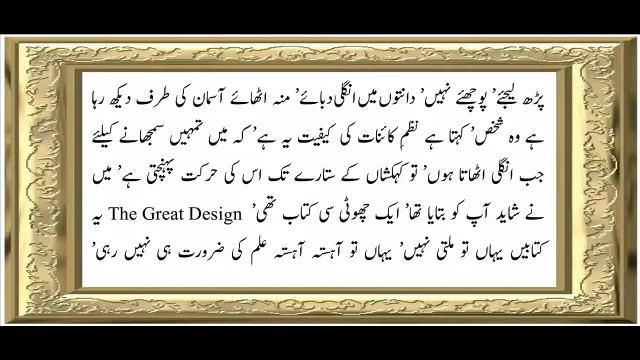 پڑھ لیجئے’ پوچھئے نہیں’ دانتوں میں انگلی دبائے’ منہ اٹھائے آسمان کی طرف دیکھ رہا
ہے وہ شخص’ کہتا ہے نظمِ کائنات کی کیفیت یہ ہے’ کہ میں تمہیں سمجھانے کیلئے
جب انگلی اٹھاتا ہوں’ تو کہکشاں کے ستارے تک اس کی حرکت پہنچتی ہے’ میں
نے شاید آپ کو بتایا تھا’ ایک چھوٹی سی کتاب تھی’ The Great Design یہ
کتابیں یہاں تو ملتی نہیں’ یہاں تو آہستہ آہستہ علم کی ضرورت ہی نہیں رہی’